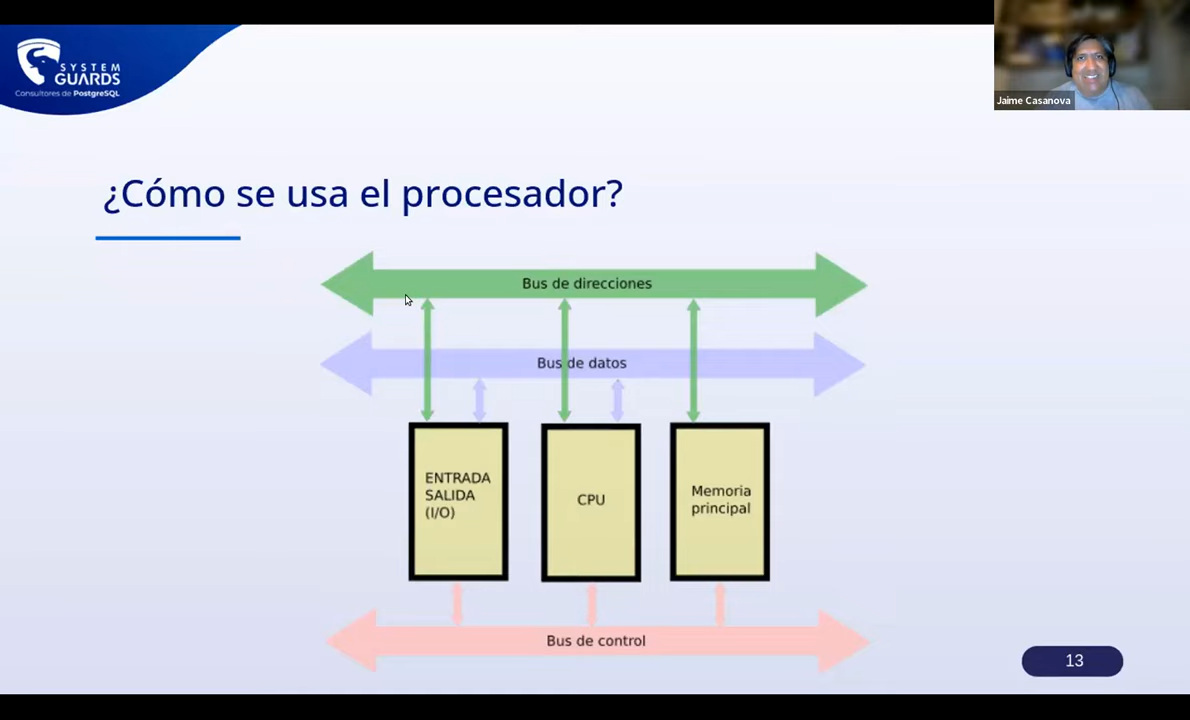 SYSTEM
GUARDS
Consultores de PostgreSQL
Jaime Casanova
¿Cómo se usa el procesador?
Bus de direcciones
Bus de datos
ENTRADA
SALIDA
(I/O)
CPU
Memoria
principal
Bus de control
13